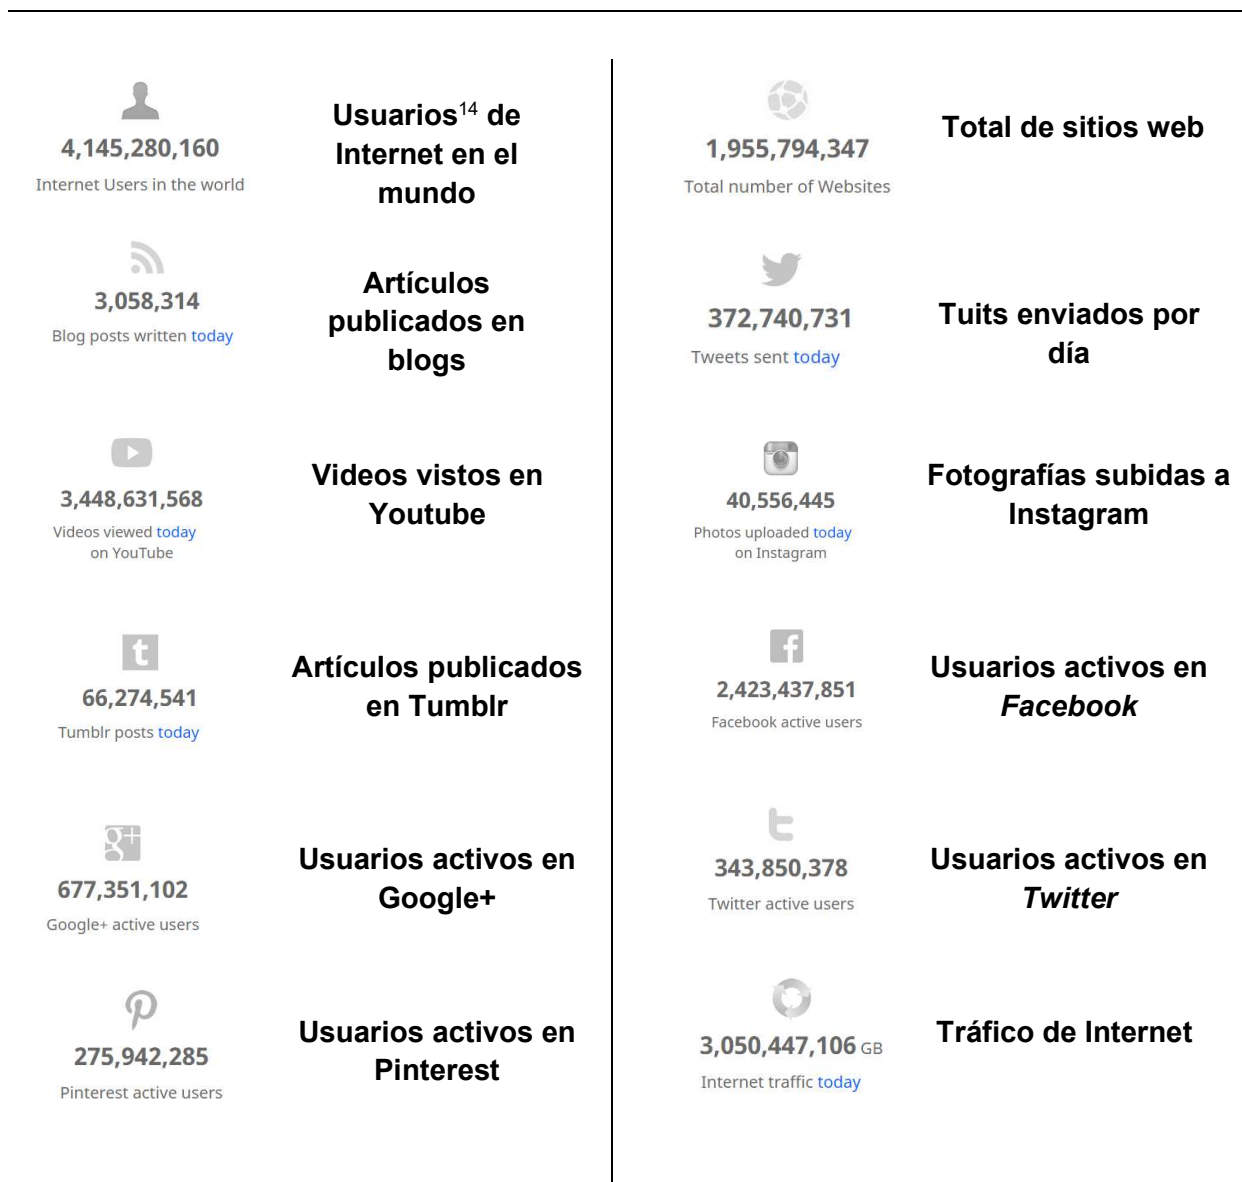 4,145,280,160
Internet Users in the world
Usuarios14 de
Internet en el
mundo
3,058,314
Blog posts written today
Artículos
publicados en
blogs
3,448,631,568
Videos viewed today
on YouTube
Videos vistos en
Youtube
t
66,274,541
Tumblr posts today
Artículos publicados
en Tumblr
g+
677,351,102
Google+ active users
Usuarios activos en
Google+
275,942,285
Pinterest active users
Usuarios activos en
Pinterest
1,955,794,347
Total number of Websites
Total de sitios web
372,740,731
Tweets sent today
Tuits enviados por
día
40,556,445
Photos uploaded today
on Instagram
Fotografías subidas a
Instagram
f
2,423,437,851
Facebook active users
Usuarios activos en
Facebook
t
343,850,378
Twitter active users
Usuarios activos en
Twitter
3,050,447,106 GB
Internet traffic today
Tráfico de Internet